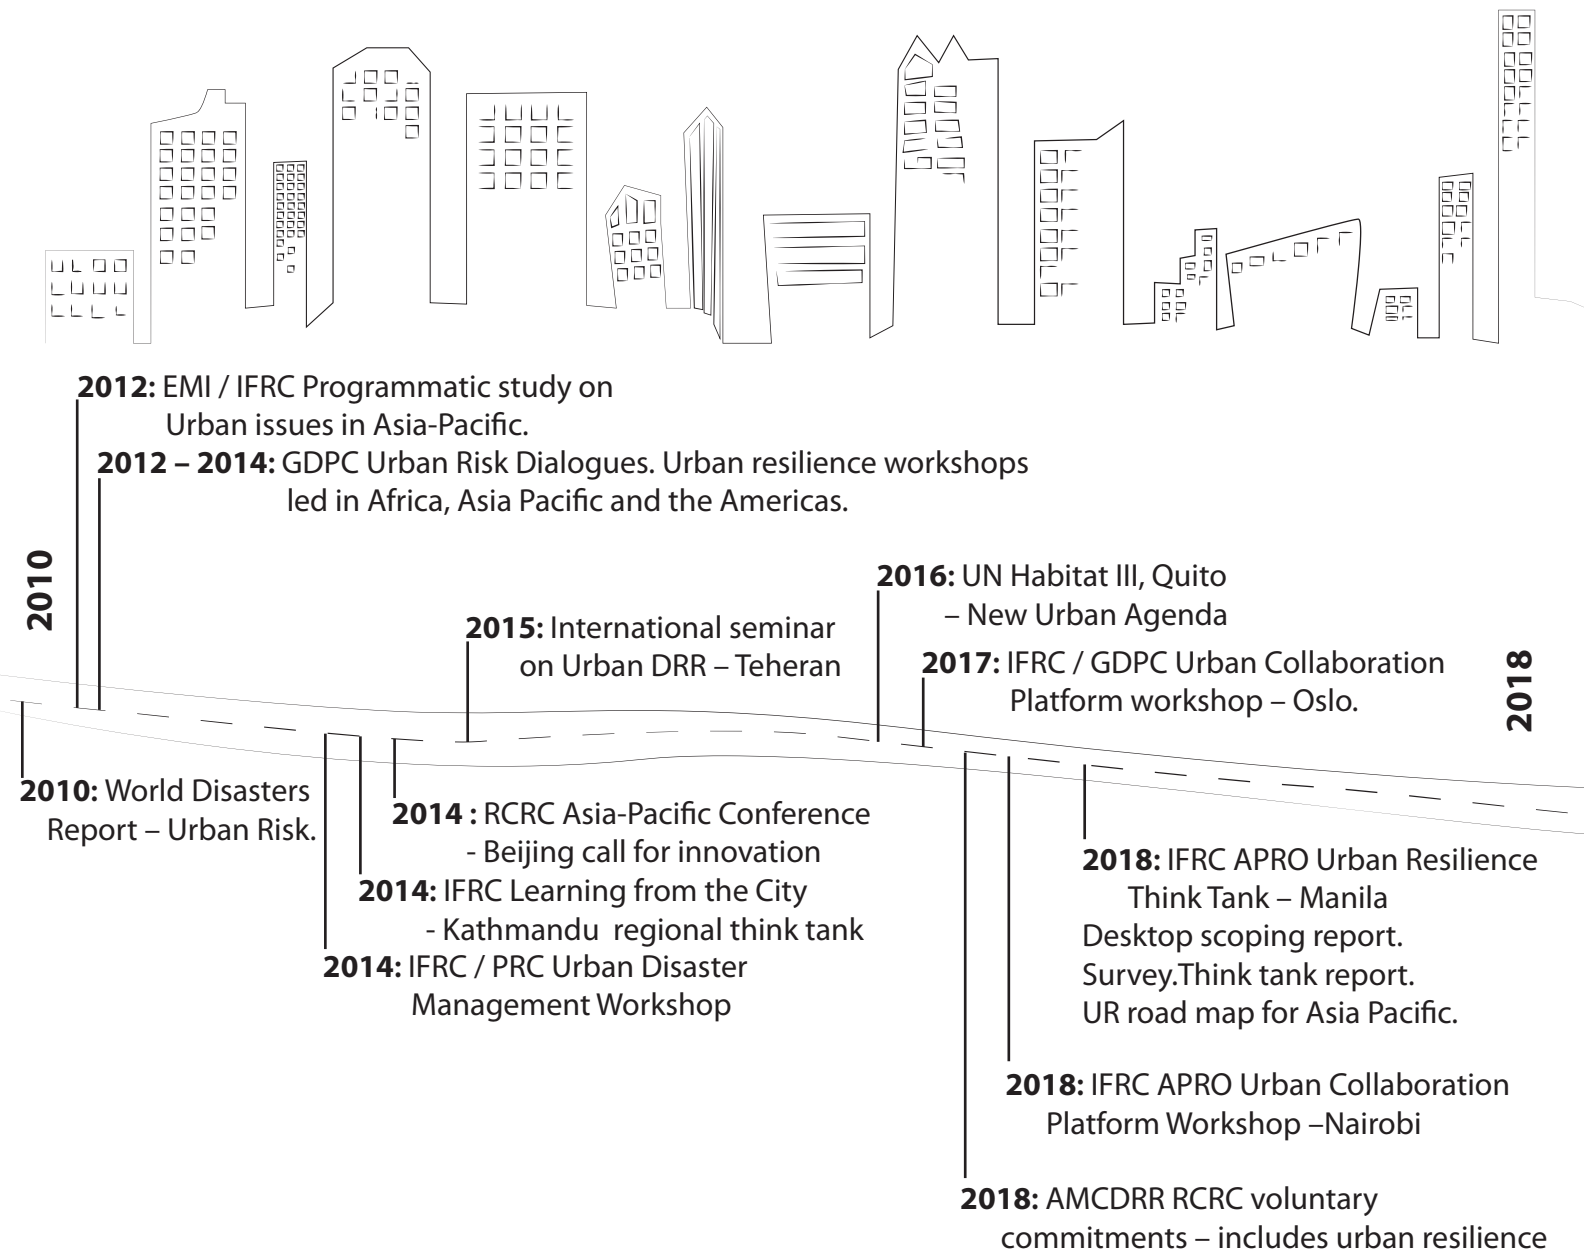 2012: EMI / IFRC Programmatic study on
Urban issues in Asia-Pacific.
2012 – 2014: GDPC Urban Risk Dialogues. Urban resilience workshops
led in Africa, Asia Pacific and the Americas.
2010
2016: UN Habitat III, Quito
– New Urban Agenda
2015: International seminar
on Urban DRR – Teheran
2017: IFRC / GDPC Urban Collaboration
Platform workshop – Oslo.
2018
2010: World Disasters
Report – Urban Risk.
2014 : RCRC Asia-Pacific Conference
- Beijing call for innovation
2014: IFRC Learning from the City
- Kathmandu  regional think tank
2014: IFRC / PRC Urban Disaster
Management Workshop
2018: IFRC APRO Urban Resilience
Think Tank – Manila
Desktop scoping report.
Survey.Think tank report.
UR road map for Asia Pacific.
2018: IFRC APRO Urban Collaboration
Platform Workshop –Nairobi
2018: AMCDRR RCRC voluntary
commitments – includes urban resilience